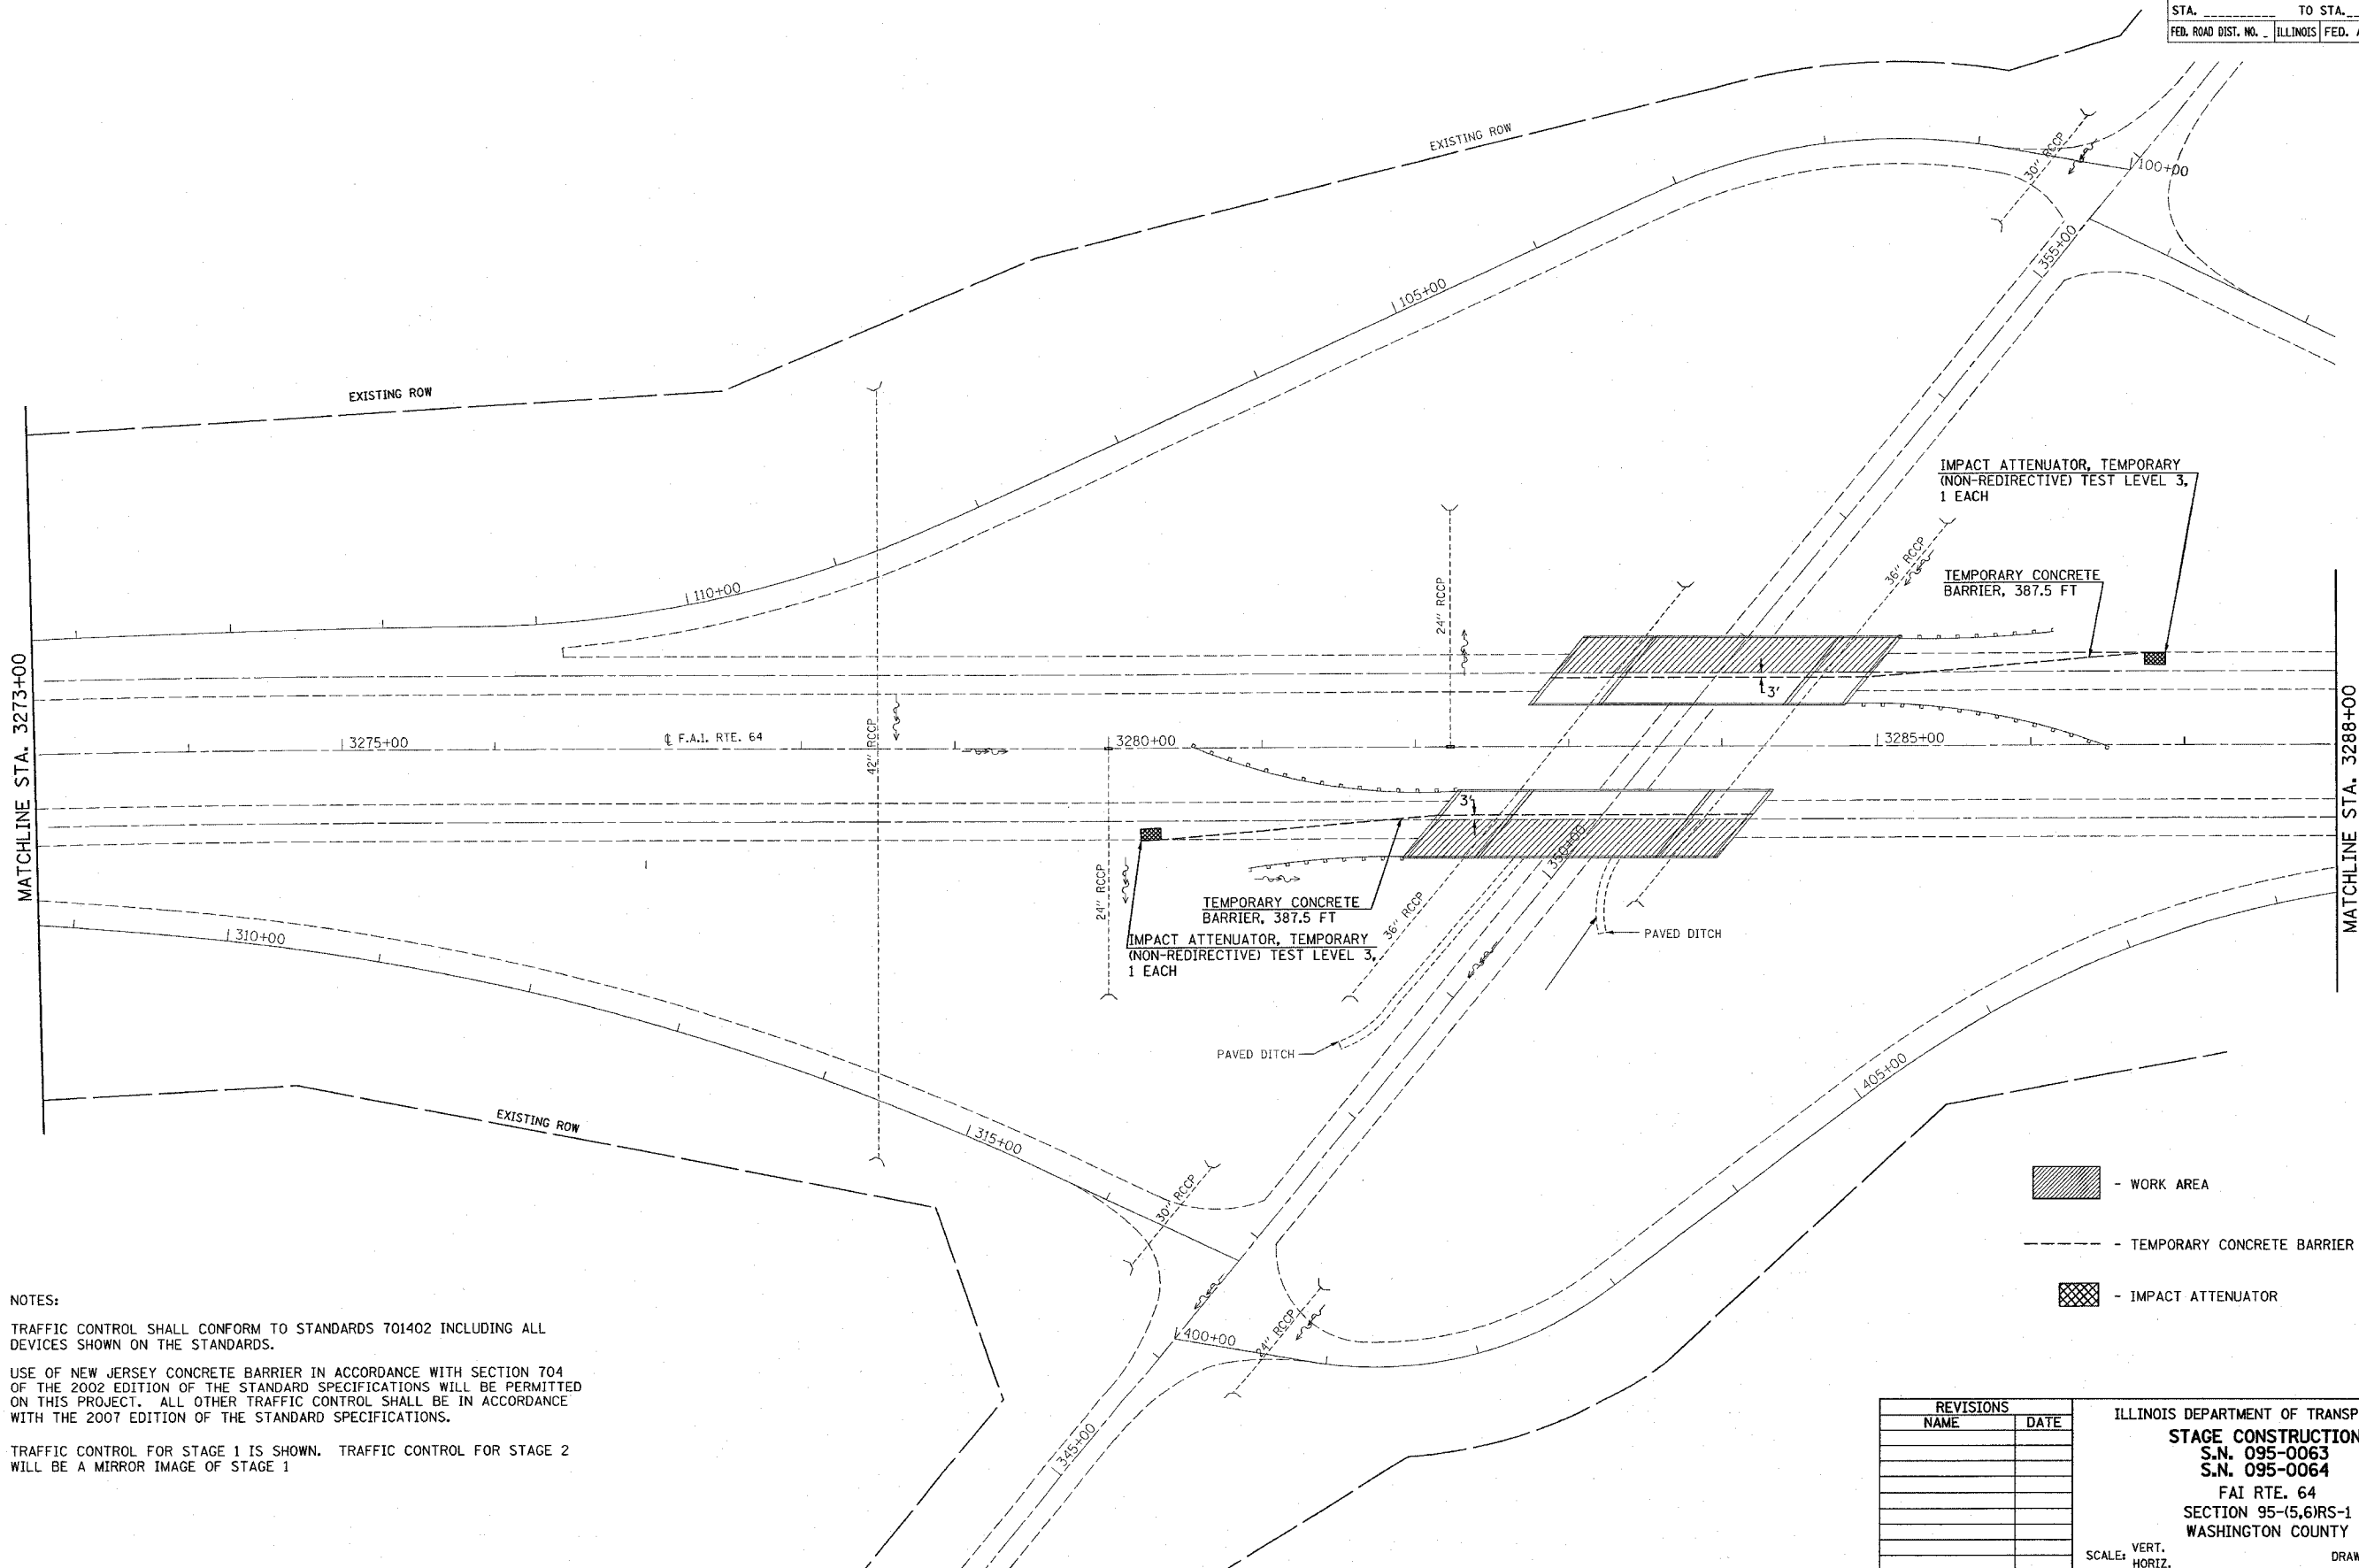 STA. __________ TO STA.__
FED. ROAD DIST. NO. _ ILLINOIS FED. A
EXISTING ROW
30" RCCP
100+00
355+00
105+00
EXISTING ROW
IMPACT ATTENUATOR, TEMPORARY
(NON-REDIRECTIVE) TEST LEVEL 3,
1 EACH
36" RCCP
TEMPORARY CONCRETE
BARRIER, 387.5 FT
24" RCCP
110+00
MATCHLINE STA. 3273+00
3'
3275+00
℄ F.A.I. RTE. 64
42" RCCP
3280+00
3285+00
MATCHLINE STA. 3288+00
3'
350+00
24" RCCP
TEMPORARY CONCRETE
BARRIER, 387.5 FT
36" RCCP
IMPACT ATTENUATOR, TEMPORARY
(NON-REDIRECTIVE) TEST LEVEL 3,
1 EACH
PAVED DITCH
310+00
PAVED DITCH
405+00
EXISTING ROW
315+00
30" RCCP
- WORK AREA
- TEMPORARY CONCRETE BARRIER
- IMPACT ATTENUATOR
400+00
24" RCCP
345+00
NOTES:
TRAFFIC CONTROL SHALL CONFORM TO STANDARDS 701402 INCLUDING ALL
DEVICES SHOWN ON THE STANDARDS.
USE OF NEW JERSEY CONCRETE BARRIER IN ACCORDANCE WITH SECTION 704
OF THE 2002 EDITION OF THE STANDARD SPECIFICATIONS WILL BE PERMITTED
ON THIS PROJECT. ALL OTHER TRAFFIC CONTROL SHALL BE IN ACCORDANCE
WITH THE 2007 EDITION OF THE STANDARD SPECIFICATIONS.
TRAFFIC CONTROL FOR STAGE 1 IS SHOWN. TRAFFIC CONTROL FOR STAGE 2
WILL BE A MIRROR IMAGE OF STAGE 1
REVISIONS
NAME DATE
ILLINOIS DEPARTMENT OF TRANSP
STAGE CONSTRUCTION
S.N. 095-0063
S.N. 095-0064
FAI RTE. 64
SECTION 95-(5,6)RS-1
WASHINGTON COUNTY
SCALE: VERT.
HORIZ.
DRAW